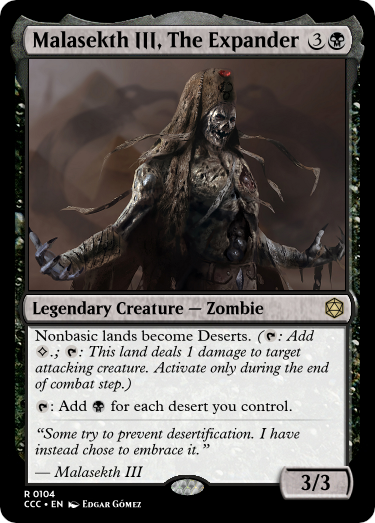 Malasekth III, The Expander 3
Legendary Creature — Zombie
Nonbasic lands become Deserts. (: Add
.; : This land deals 1 damage to target
attacking creature. Activate only during the end
of combat step.)
: Add for each desert you control.
“Some try to prevent desertification. I have
instead chose to embrace it.”
— Malasekth III
3/3
R 0104
CCC • EN Edgar Gómez